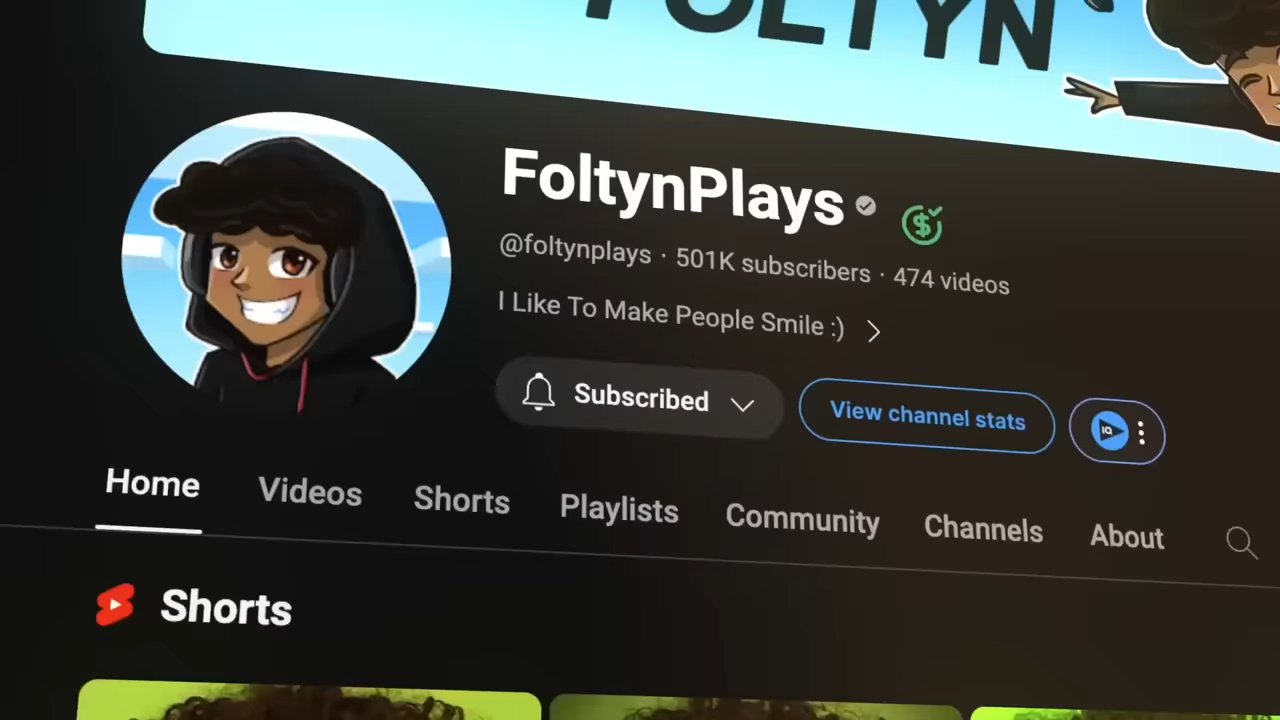 FOLTYN
FoltynPlays
@foltynplays · 501K subscribers · 474 videos
I Like To Make People Smile :)
Subscribed
View channel stats
IQ
Home
Videos
Shorts
Playlists
Community
Channels
About
Shorts